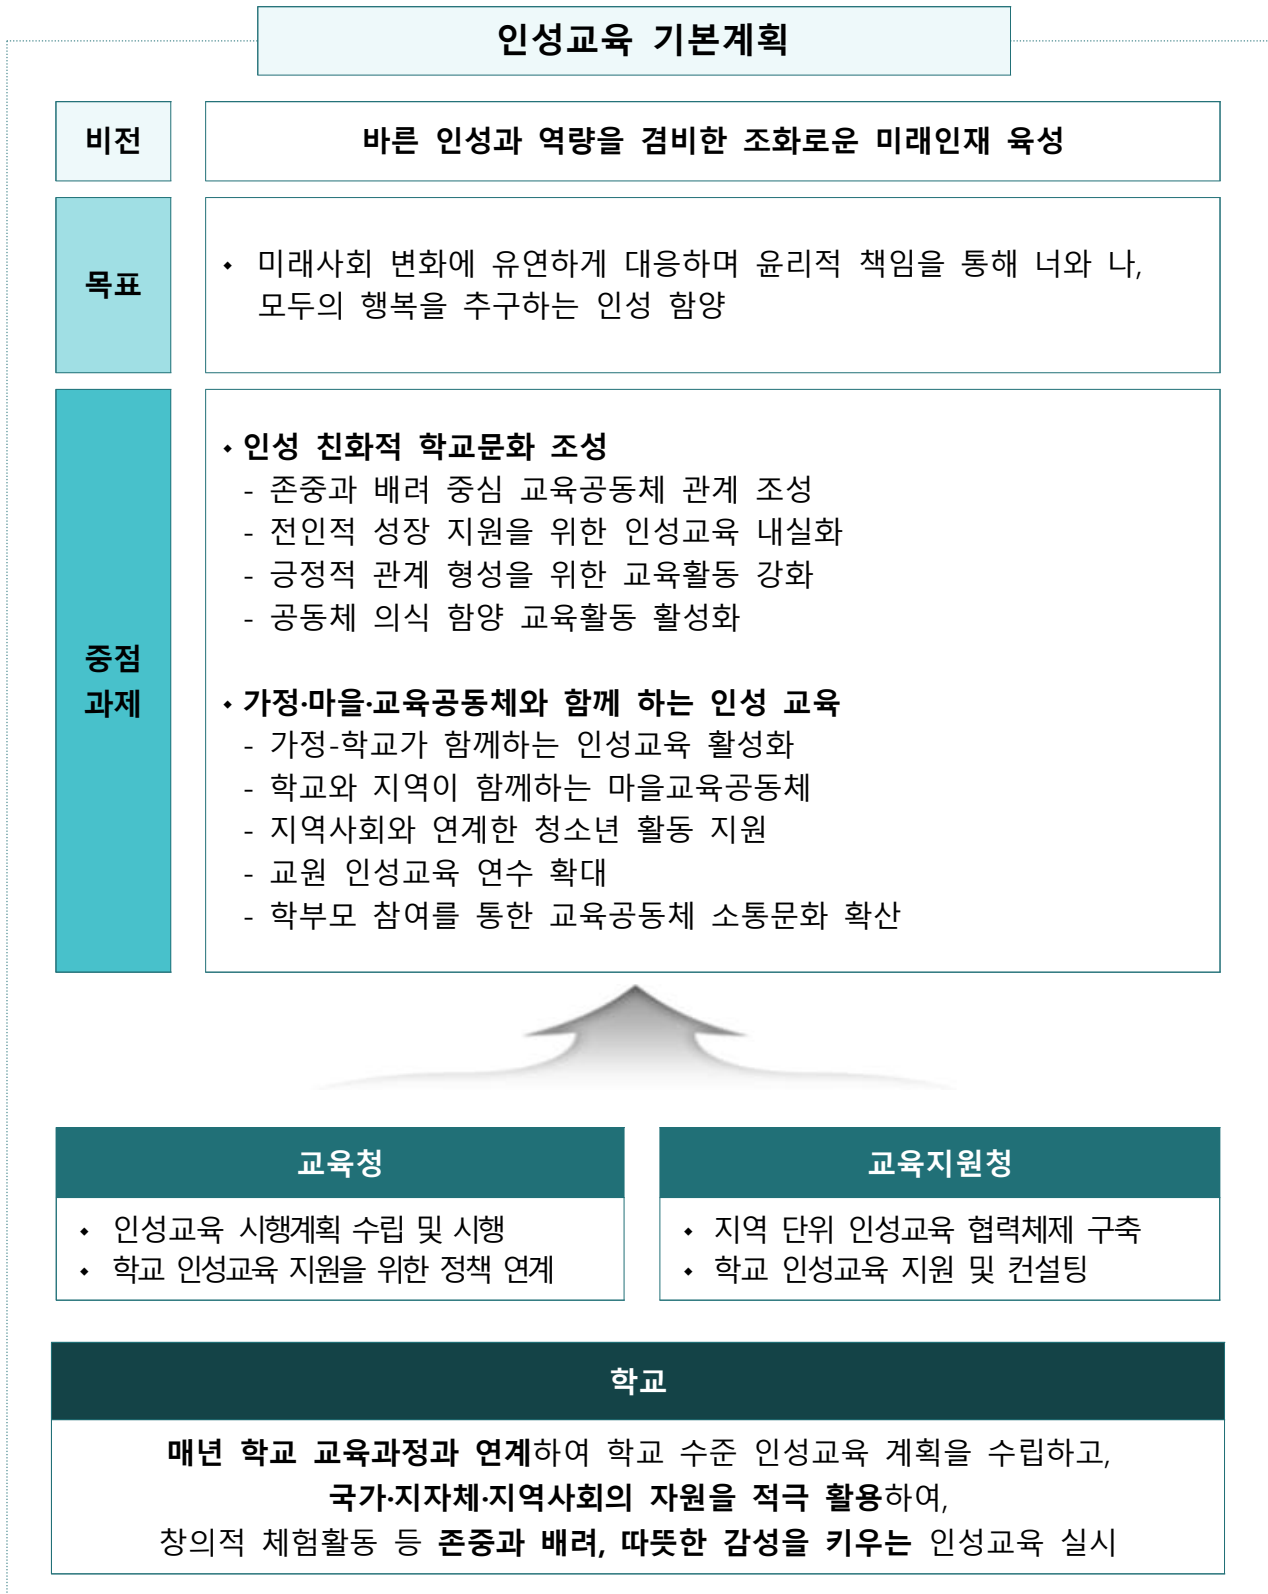 인성교육 기본계획
비전
바른 인성과 역량을 겸비한 조화로운 미래인재 육성
목표
⬩ 미래사회 변화에 유연하게 대응하며 윤리적 책임을 통해 너와 나,
모두의 행복을 추구하는 인성 함양
중점
과제
⬩ 인성 친화적 학교문화 조성
- 존중과 배려 중심 교육공동체 관계 조성
- 전인적 성장 지원을 위한 인성교육 내실화
- 긍정적 관계 형성을 위한 교육활동 강화
- 공동체 의식 함양 교육활동 활성화
⬩ 가정·마을·교육공동체와 함께 하는 인성 교육
- 가정-학교가 함께하는 인성교육 활성화
- 학교와 지역이 함께하는 마을교육공동체
- 지역사회와 연계한 청소년 활동 지원
- 교원 인성교육 연수 확대
- 학부모 참여를 통한 교육공동체 소통문화 확산
교육청
⬩ 인성교육 시행계획 수립 및 시행
⬩ 학교 인성교육 지원을 위한 정책 연계
교육지원청
⬩ 지역 단위 인성교육 협력체제 구축
⬩ 학교 인성교육 지원 및 컨설팅
학교
매년 학교 교육과정과 연계하여 학교 수준 인성교육 계획을 수립하고,
국가·지자체·지역사회의 자원을 적극 활용하여,
창의적 체험활동 등 존중과 배려, 따뜻한 감성을 키우는 인성교육 실시